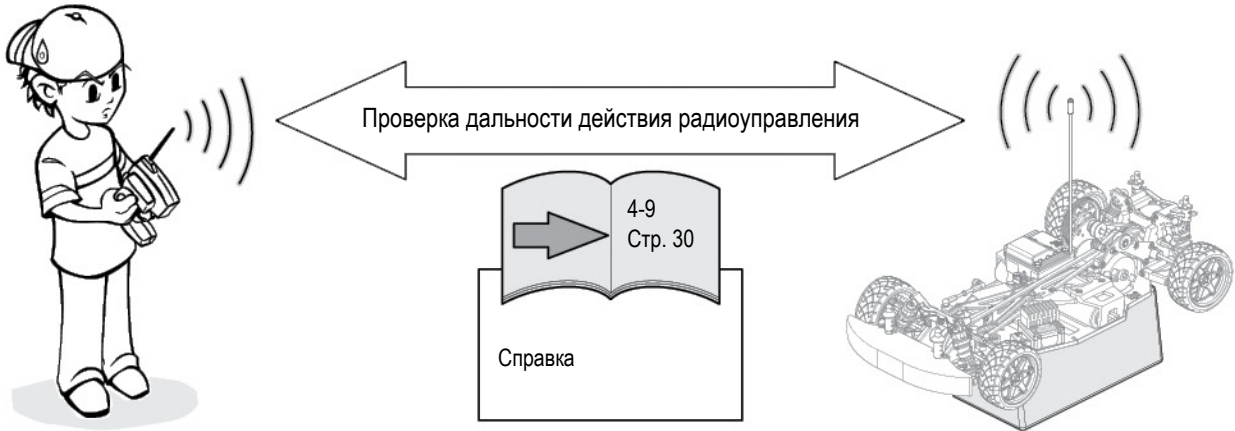 Проверка дальности действия радиоуправления
4-9
Стр. 30
Справка